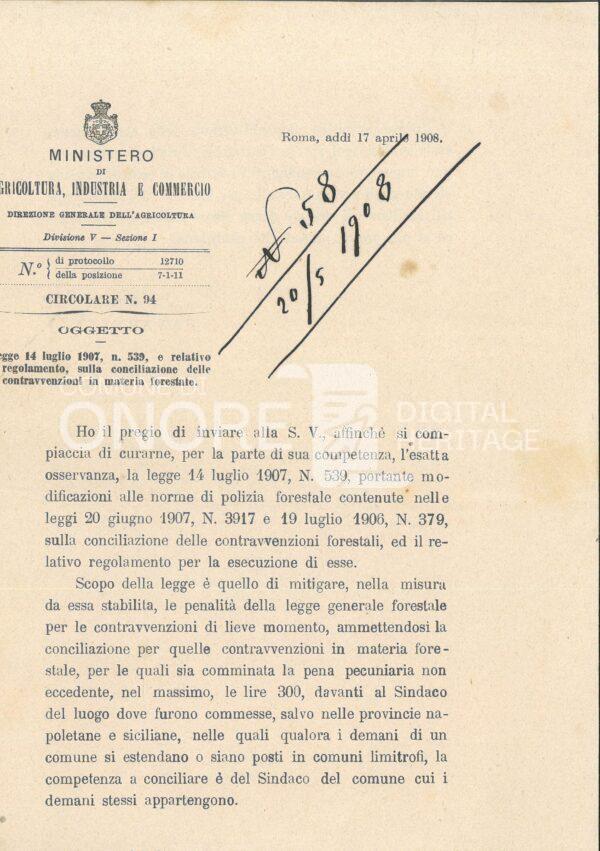 Roma, addì 17 aprile 1908.
MINISTERO
DI
GRICOLTURA, INDUSTRIA E COMMERCIO
DIREZIONE GENERALE DELL'AGRICOLTURA
Divisione V — Sezione I
N.º { di protocollo 12710
della posizione 7-1-11
CIRCOLARE N. 94
OGGETTO
egge 14 luglio 1907, n. 539, e relativo
regolamento, sulla conciliazione delle
contravvenzioni in materia forestale.
N 58
20/5 1908
COMUNE DI
ONORE
DIGITAL
HERITAGE
Ho il pregio di inviare alla S. V., affinchè si com-
piaccia di curarne, per la parte di sua competenza, l'esatta
osservanza, la legge 14 luglio 1907, N. 539, portante mo-
dificazioni alle norme di polizia forestale contenute nelle
leggi 20 giugno 1907, N. 3917 e 19 luglio 1906, N. 379,
sulla conciliazione delle contravvenzioni forestali, ed il re-
lativo regolamento per la esecuzione di esse.
Scopo della legge è quello di mitigare, nella misura
da essa stabilita, le penalità della legge generale forestale
per le contravvenzioni di lieve momento, ammettendosi la
conciliazione per quelle contravvenzioni in materia fore-
stale, per le quali sia comminata la pena pecuniaria non
eccedente, nel massimo, le lire 300, davanti al Sindaco
del luogo dove furono commesse, salvo nelle provincie na-
poletane e siciliane, nelle quali qualora i demani di un
comune si estendano o siano posti in comuni limitrofi, la
competenza a conciliare è del Sindaco del comune cui i
demani stessi appartengono.